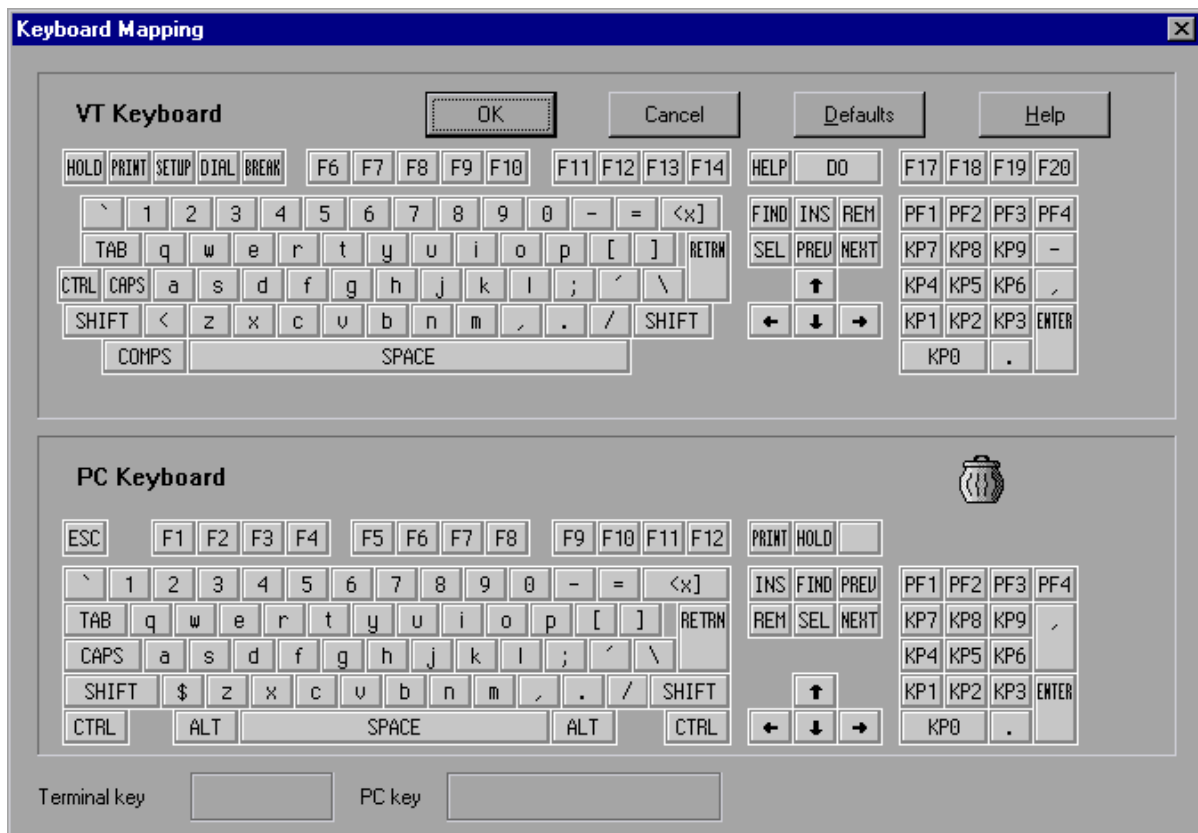 Keyboard Mapping
VT Keyboard OK Cancel Defaults Help
HOLD PRINT SETUP DIAL BREAK F6 F7 F8 F9 F10 F11 F12 F13 F14 HELP DO F17 F18 F19 F20
` 1 2 3 4 5 6 7 8 9 0 - = <x] FIND INS REM PF1 PF2 PF3 PF4
TAB q w e r t y u i o p [ ] RETRN SEL PREV NEXT KP7 KP8 KP9 -
CTRL CAPS a s d f g h j k l ; ´ \ ↑ KP4 KP5 KP6 ,
SHIFT < z x c v b n m , . / SHIFT ← ↓ → KP1 KP2 KP3 ENTER
COMPS SPACE KP0 .
PC Keyboard
ESC F1 F2 F3 F4 F5 F6 F7 F8 F9 F10 F11 F12 PRINT HOLD
` 1 2 3 4 5 6 7 8 9 0 - = <x] INS FIND PREV PF1 PF2 PF3 PF4
TAB q w e r t y u i o p [ ] RETRN REM SEL NEXT KP7 KP8 KP9 ,
CAPS a s d f g h j k l ; ´ \ KP4 KP5 KP6
SHIFT $ z x c v b n m , . / SHIFT ↑ KP1 KP2 KP3 ENTER
CTRL ALT SPACE ALT CTRL ← ↓ → KP0 .
Terminal key PC key